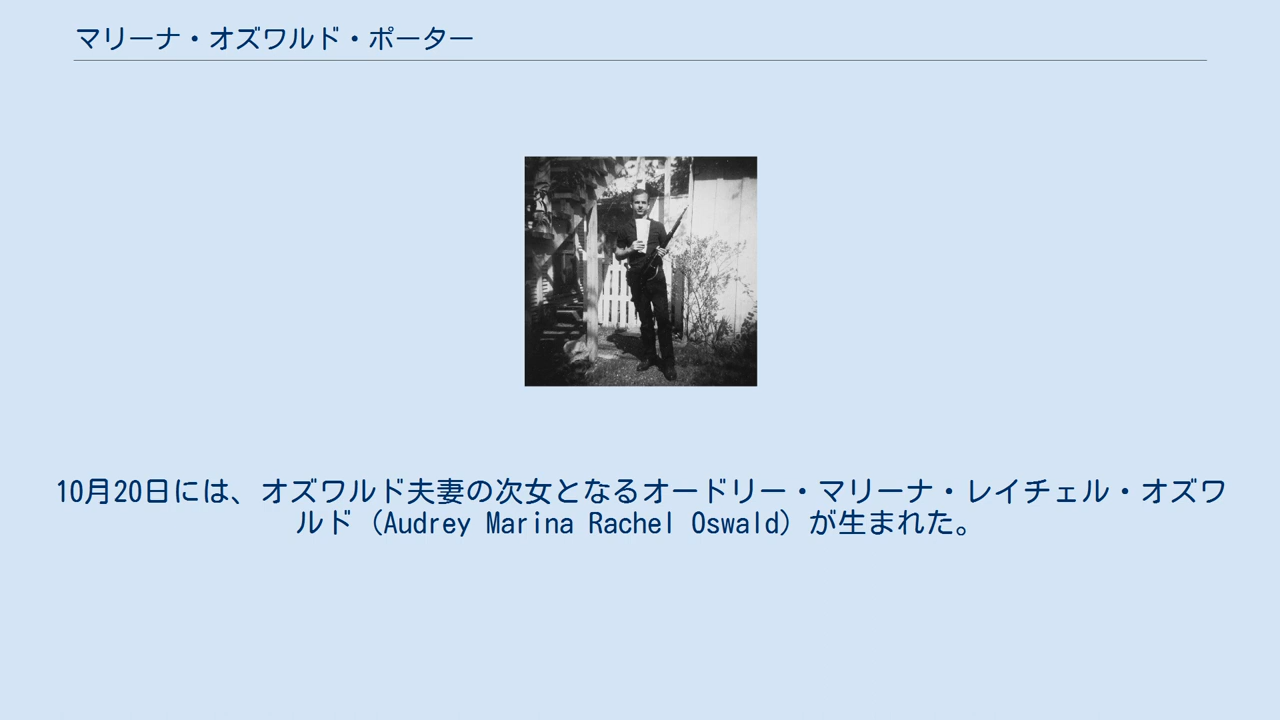 マリーナ・オズワルド・ポーター
10月20日には、オズワルド夫妻の次女となるオードリー・マリーナ・レイチェル・オズワ
ルド（Audrey Marina Rachel Oswald）が生まれた。